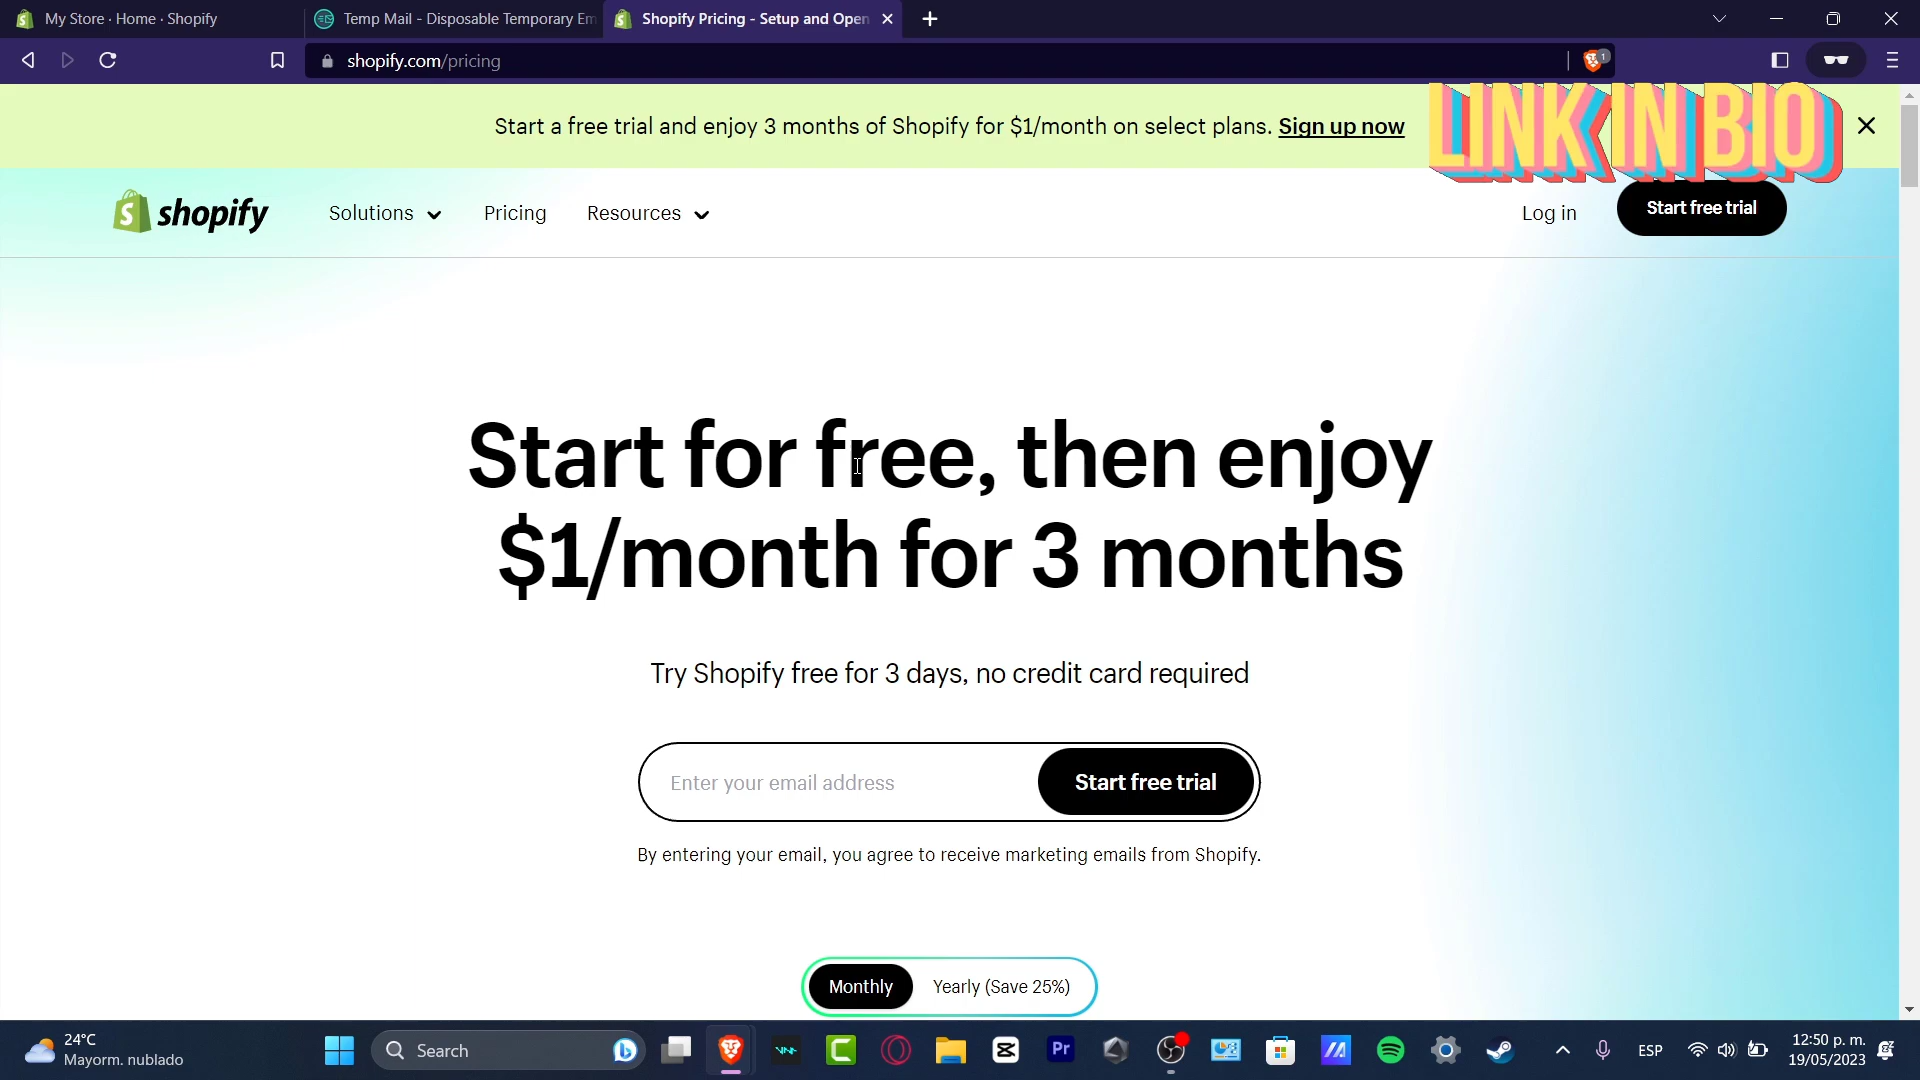 My Store · Home · Shopify
Temp Mail - Disposable Temporary Em
Shopify Pricing - Setup and Open
shopify.com/pricing
1
Start a free trial and enjoy 3 months of Shopify for $1/month on select plans. Sign up now
LINK IN BIO
shopify
Solutions
Pricing
Resources
Log in
Start free trial
Start for free, then enjoy
$1/month for 3 months
Try Shopify free for 3 days, no credit card required
Enter your email address
Start free trial
By entering your email, you agree to receive marketing emails from Shopify.
Monthly
Yearly (Save 25%)
24°C
Mayorm. nublado
Search
Pr
ESP
12:50 p. m.
19/05/2023